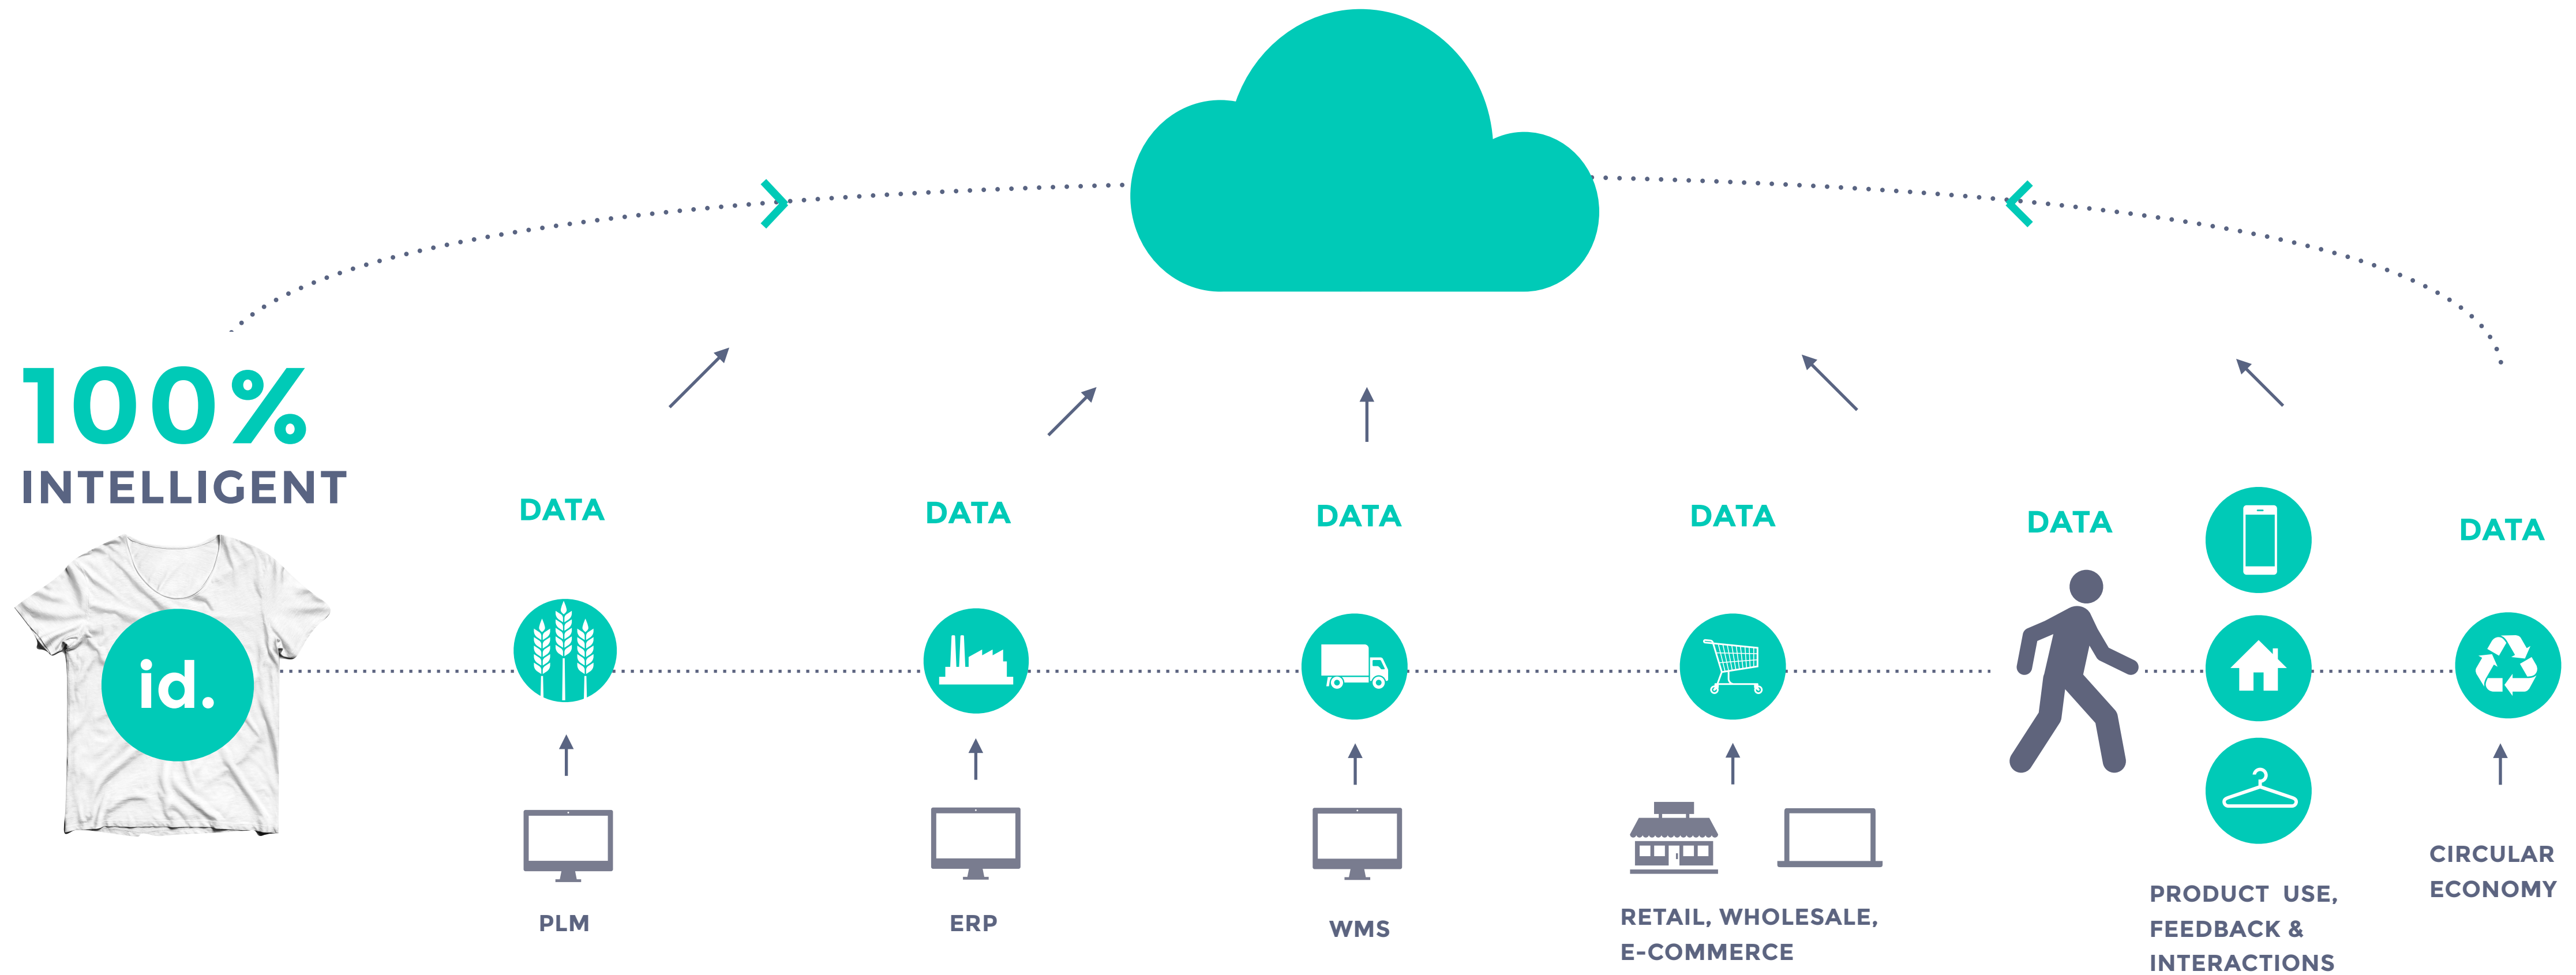 100%
INTELLIGENT
id.
DATA
DATA
DATA
DATA
DATA
DATA
PLM
ERP
WMS
RETAIL, WHOLESALE,
E-COMMERCE
PRODUCT USE,
FEEDBACK &
INTERACTIONS
CIRCULAR
ECONOMY